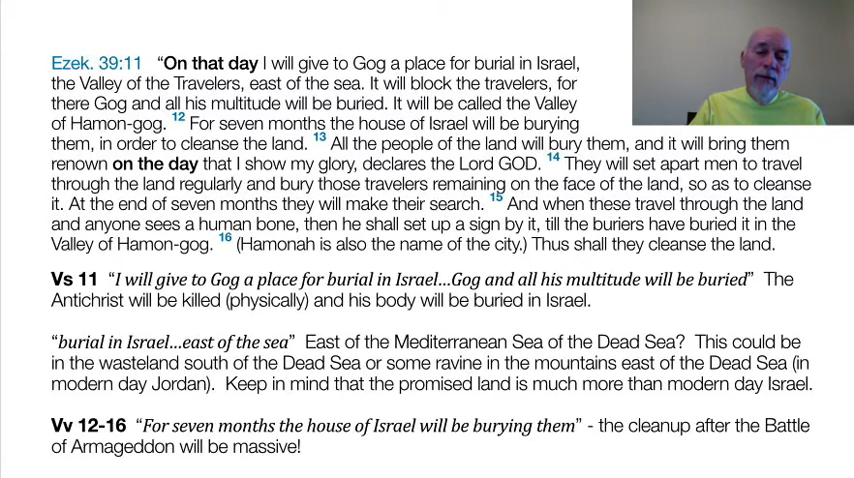 Ezek. 39:11 “On that day I will give to Gog a place for burial in Israel,
the Valley of the Travelers, east of the sea. It will block the travelers, for
there Gog and all his multitude will be buried. It will be called the Valley
of Hamon-gog. 12 For seven months the house of Israel will be burying
them, in order to cleanse the land. 13 All the people of the land will bury them, and it will bring them
renown on the day that I show my glory, declares the Lord GOD. 14 They will set apart men to travel
through the land regularly and bury those travelers remaining on the face of the land, so as to cleanse
it. At the end of seven months they will make their search. 15 And when these travel through the land
and anyone sees a human bone, then he shall set up a sign by it, till the buriers have buried it in the
Valley of Hamon-gog. 16 (Hamonah is also the name of the city.) Thus shall they cleanse the land.
Vs 11 “I will give to Gog a place for burial in Israel…Gog and all his multitude will be buried” The
Antichrist will be killed (physically) and his body will be buried in Israel.
“burial in Israel…east of the sea” East of the Mediterranean Sea of the Dead Sea? This could be
in the wasteland south of the Dead Sea or some ravine in the mountains east of the Dead Sea (in
modern day Jordan). Keep in mind that the promised land is much more than modern day Israel.
Vv 12-16 “For seven months the house of Israel will be burying them” - the cleanup after the Battle
of Armageddon will be massive!